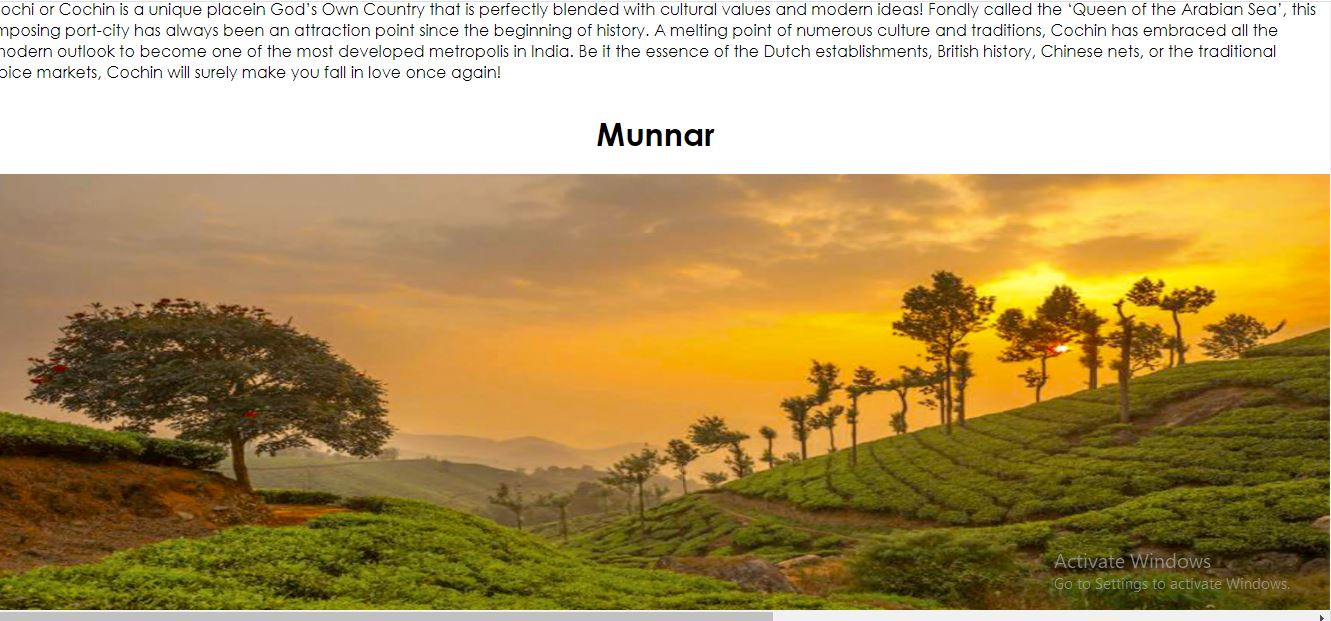 ochi or Cochin is a unique placein God's Own Country that is perfectly blended with cultural values and modern ideas! Fondly called the 'Queen of the Arabian Sea', this
mposing port-city has always been an attraction point since the beginning of history. A melting point of numerous culture and traditions, Cochin has embraced all the
modern outlook to become one of the most developed metropolis in India. Be it the essence of the Dutch establishments, British history, Chinese nets, or the traditional
pice markets, Cochin will surely make you fall in love once again!
Munnar
Activate Windows
Go to Settings to activate Windows.